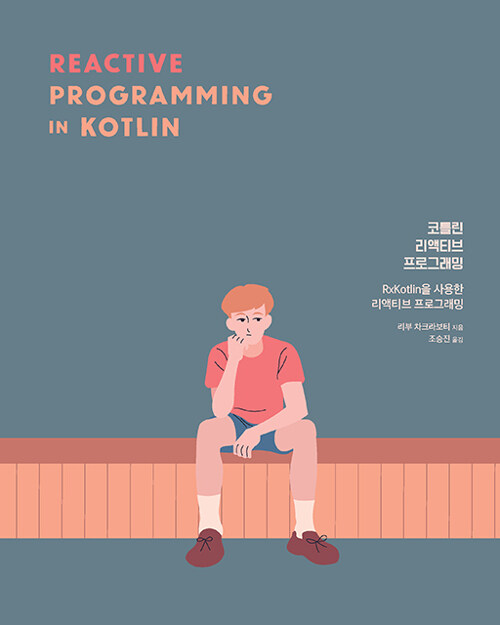 REACTIVE
PROGRAMMING
IN KOTLIN
코틀린
리액티브
프로그래밍
RxKotlin을 사용한
리액티브 프로그래밍
리부 차크라보티 지음
조승진 옮김